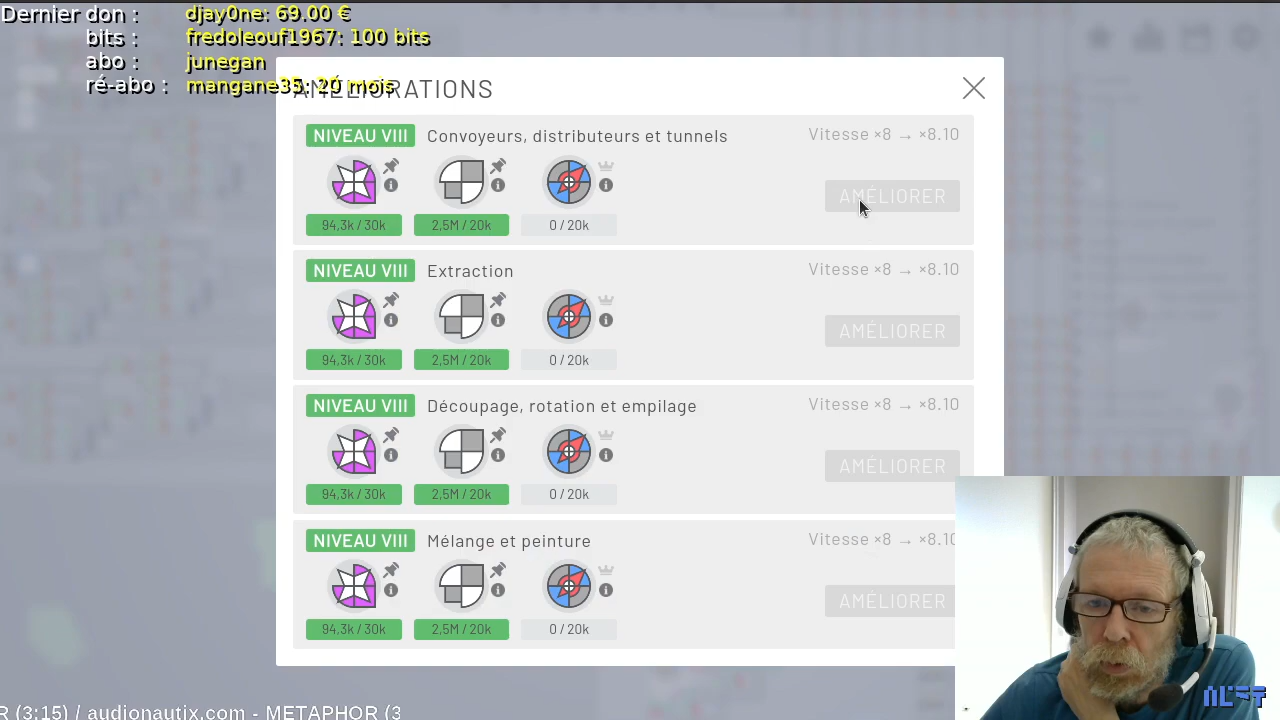 Dernier don : djay0ne: 69.00 €
bits : fredoleouf1967: 100 bits
abo : junegan
ré-abo : mangane35: 20 mois
AMÉLIORATIONS
NIVEAU VIII Convoyeurs, distributeurs et tunnels Vitesse ×8 → ×8.10
AMÉLIORER
94,3k / 30k 2,5M / 20k 0 / 20k
NIVEAU VIII Extraction Vitesse ×8 → ×8.10
AMÉLIORER
94,3k / 30k 2,5M / 20k 0 / 20k
NIVEAU VIII Découpage, rotation et empilage Vitesse ×8 → ×8.10
AMÉLIORER
94,3k / 30k 2,5M / 20k 0 / 20k
NIVEAU VIII Mélange et peinture Vitesse ×8 → ×8.10
AMÉLIORER
94,3k / 30k 2,5M / 20k 0 / 20k
R (3:15) / audionautix.com - METAPHOR (3